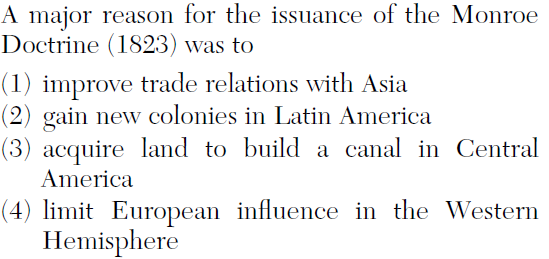 A major reason for the issuance of the Monroe
Doctrine (1823) was to
(1) improve trade relations with Asia
(2) gain new colonies in Latin America
(3) acquire land to build a canal in Central
America
(4) limit European influence in the Western
Hemisphere